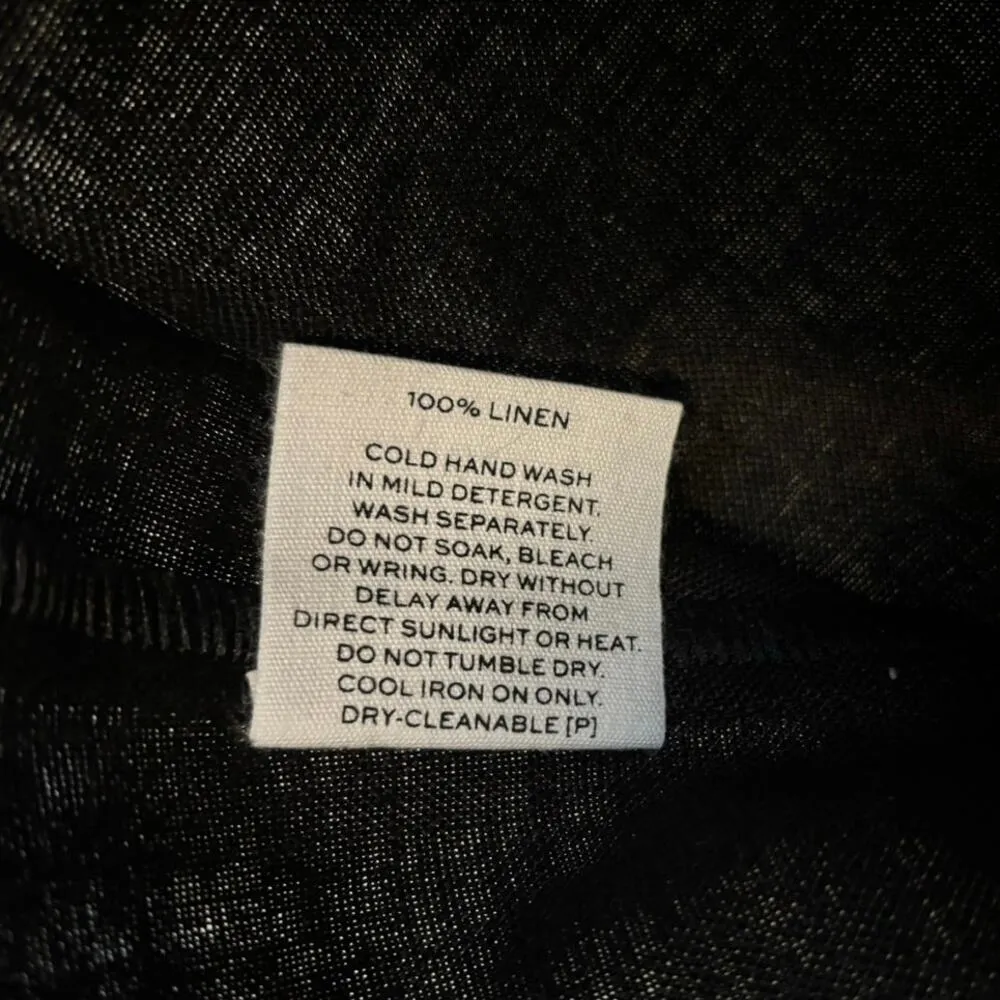 100% LINEN
COLD HAND WASH
IN MILD DETERGENT.
WASH SEPARATELY.
DO NOT SOAK, BLEACH
OR WRING. DRY WITHOUT
DELAY AWAY FROM
DIRECT SUNLIGHT OR HEAT.
DO NOT TUMBLE DRY.
COOL IRON ON ONLY.
DRY-CLEANABLE [P]